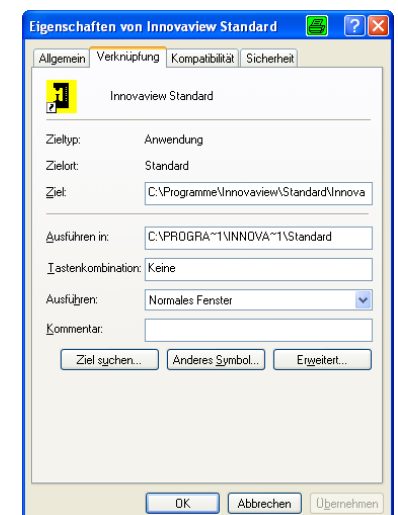 Eigenschaften von Innovaview Standard
Allgemein Verknüpfung Kompatibilität Sicherheit
Innovaview Standard
Zieltyp: Anwendung
Zielort: Standard
Ziel: C:\Programme\Innovaview\Standard\Innova
Ausführen in: C:\PROGRA~1\INNOVA~1\Standard
Tastenkombination: Keine
Ausführen: Normales Fenster
Kommentar:
Ziel suchen... Anderes Symbol... Erweitert...
OK Abbrechen Übernehmen